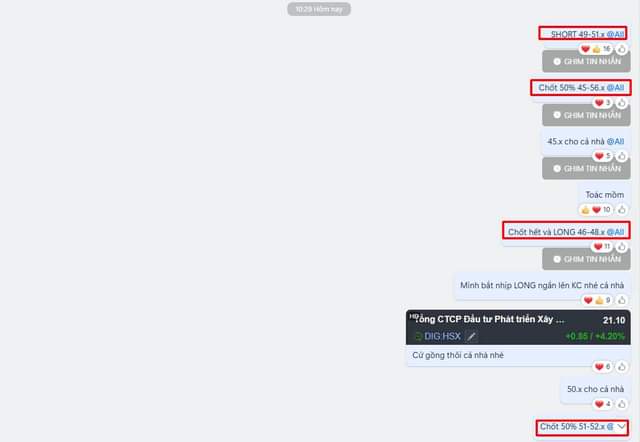 10:29 Hôm nay
SHORT 49-51.x @All
16
GHIM TIN NHẮN
Chốt 50% 45-56.x @All
3
GHIM TIN NHẮN
45.x cho cả nhà
5
GHIM TIN NHẮN
Toác mồm
10
Chốt hết và LONG 46-48.x @All
11
GHIM TIN NHẮN
Mình bắt nhịp LONG ngắn lên KC nhé cả nhà
9
Tổng CTCP Đầu tư Phát triển Xây ... 21.10
DIG:HSX +0.85 / +4.20%
Cứ gồng thôi cả nhà nhé
6
50.x cho cả nhà
4
Chốt 50% 51-52.x @